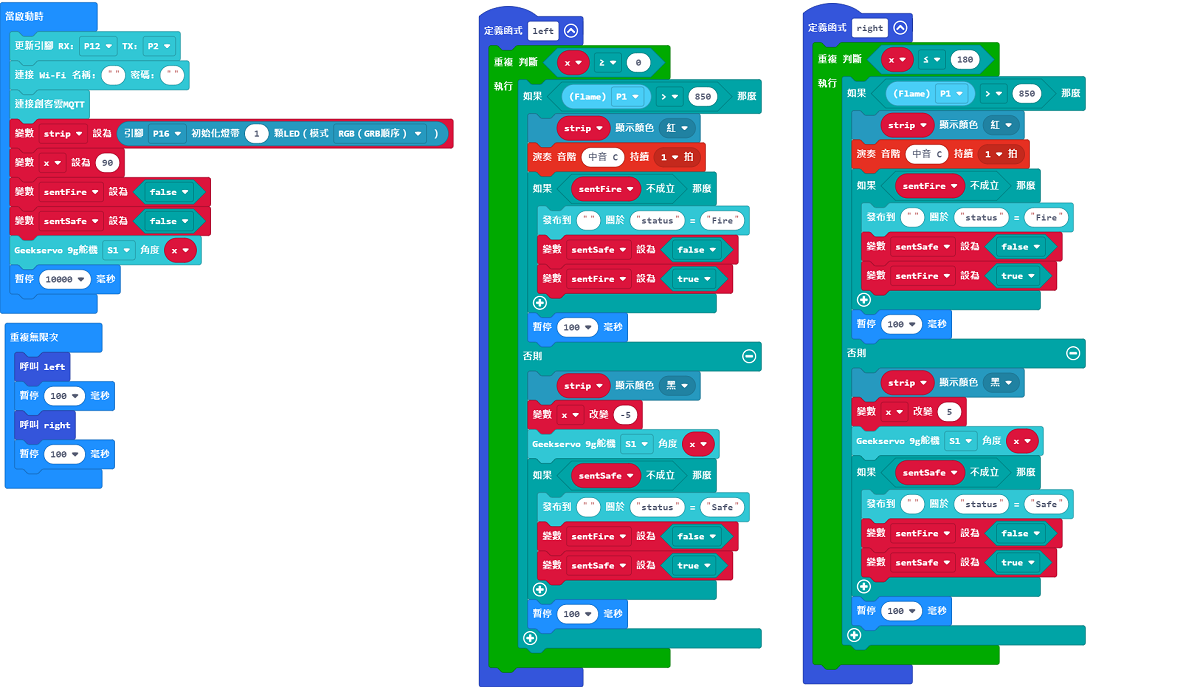 當啟動時
更新引腳 RX: P12 TX: P2
連接 Wi-Fi 名稱: " " 密碼: " "
連接創客雲MQTT
變數 strip 設為 引腳 P16 初始化燈帶 1 顆LED(模式 RGB(GRB順序) )
變數 x 設為 90
變數 sentFire 設為 false
變數 sentSafe 設為 false
Geekservo 9g舵機 S1 角度 x
暫停 10000 毫秒
重複無限次
呼叫 left
暫停 100 毫秒
呼叫 right
暫停 100 毫秒
定義函式 left
重複 判斷 x ≥ 0
執行
如果 (Flame) P1 > 850 那麼
strip 顯示顏色 紅
演奏 音階 中音 C 持續 1 拍
如果 sentFire 不成立 那麼
發布到 " " 關於 "status" = "Fire"
變數 sentSafe 設為 false
變數 sentFire 設為 true
暫停 100 毫秒
否則
strip 顯示顏色 黑
變數 x 改變 -5
Geekservo 9g舵機 S1 角度 x
如果 sentSafe 不成立 那麼
發布到 " " 關於 "status" = "Safe"
變數 sentFire 設為 false
變數 sentSafe 設為 true
暫停 100 毫秒
定義函式 right
重複 判斷 x ≤ 180
執行
如果 (Flame) P1 > 850 那麼
strip 顯示顏色 紅
演奏 音階 中音 C 持續 1 拍
如果 sentFire 不成立 那麼
發布到 " " 關於 "status" = "Fire"
變數 sentSafe 設為 false
變數 sentFire 設為 true
暫停 100 毫秒
否則
strip 顯示顏色 黑
變數 x 改變 5
Geekservo 9g舵機 S1 角度 x
如果 sentSafe 不成立 那麼
發布到 " " 關於 "status" = "Safe"
變數 sentFire 設為 false
變數 sentSafe 設為 true
暫停 100 毫秒